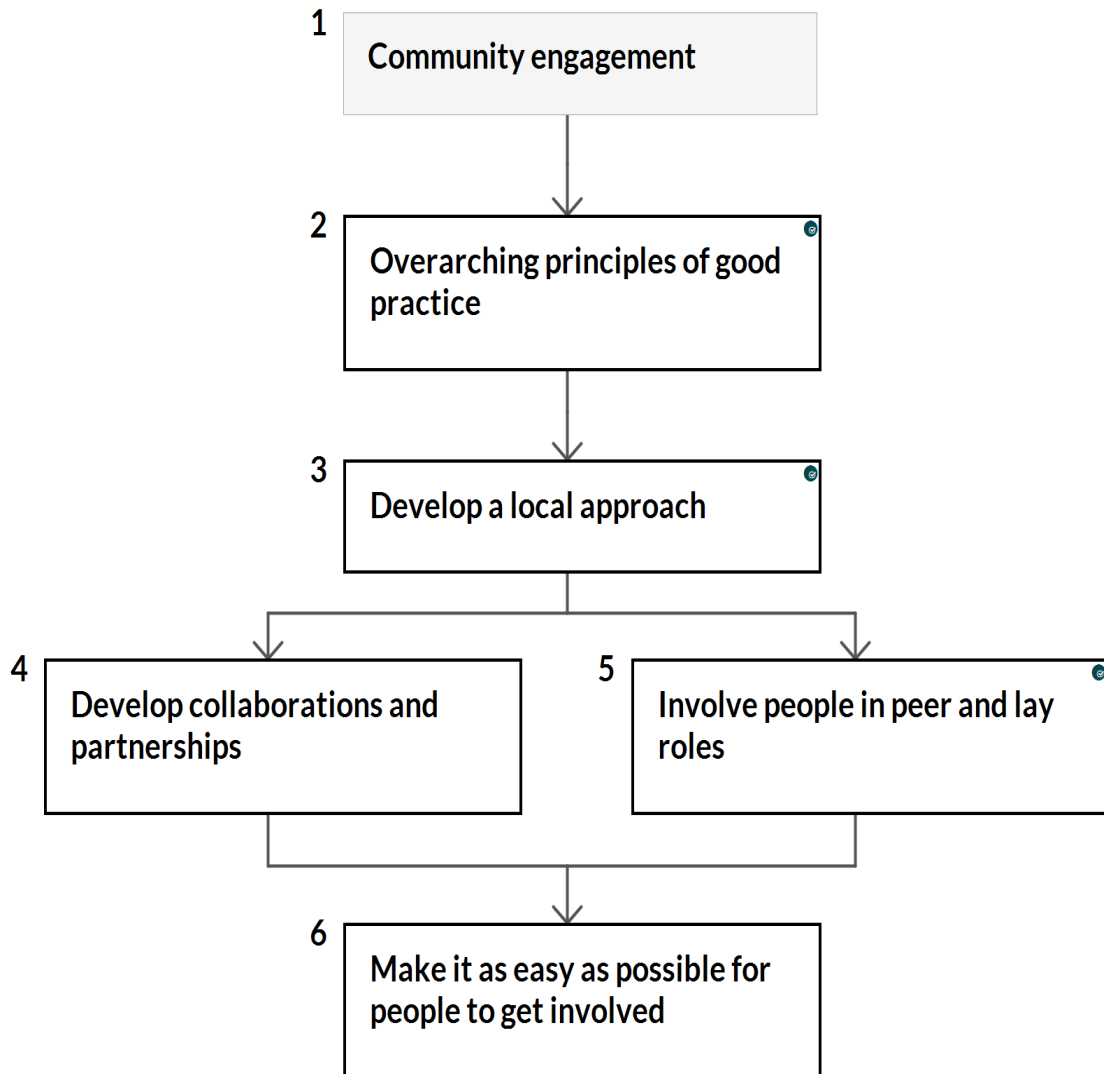 1
Community engagement
2
Overarching principles of good
practice
3
Develop a local approach
4
Develop collaborations and
partnerships
5
Involve people in peer and lay
roles
6
Make it as easy as possible for
people to get involved